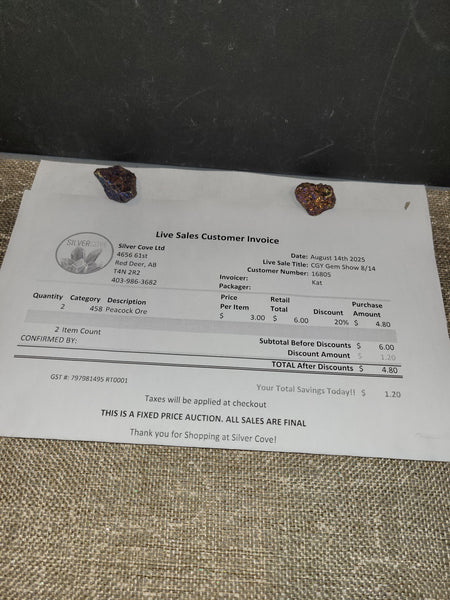 Live Sales Customer Invoice
SILVERCOVE
Silver Cove Ltd
4656 61st
Red Deer, AB
T4N 2R2
403-986-3682
Date: August 14th 2025
Live Sale Title: CGY Gem Show 8/14
Customer Number: 16805
Invoicer: Kat
Packager:
Quantity Category Description Price Per Item Retail Total Discount Purchase Amount
2 458 Peacock Ore $ 3.00 $ 6.00 20% $ 4.80
2 Item Count
CONFIRMED BY:
Subtotal Before Discounts $ 6.00
Discount Amount $ 1.20
TOTAL After Discounts $ 4.80
GST #: 797981495 RT0001
Your Total Savings Today!! $ 1.20
Taxes will be applied at checkout
THIS IS A FIXED PRICE AUCTION. ALL SALES ARE FINAL
Thank you for Shopping at Silver Cove!